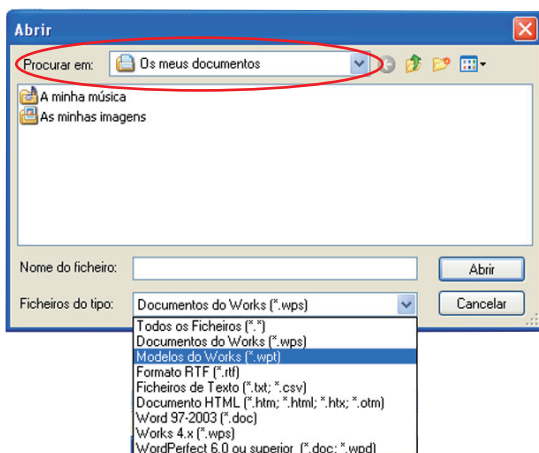 Abrir
Procurar em: Os meus documentos
A minha música
As minhas imagens
Nome do ficheiro: Abrir
Ficheiros do tipo: Documentos do Works (*.wps) Cancelar
Todos os Ficheiros (*.*)
Documentos do Works (*.wps)
Modelos do Works (*.wpt)
Formato RTF (*.rtf)
Ficheiros de Texto (*.txt; *.csv)
Documento HTML (*.htm; *.html; *.htx; *.otm)
Word 97-2003 (*.doc)
Works 4.x (*.wps)
WordPerfect 6.0 ou superior (*.doc; *.wpd)